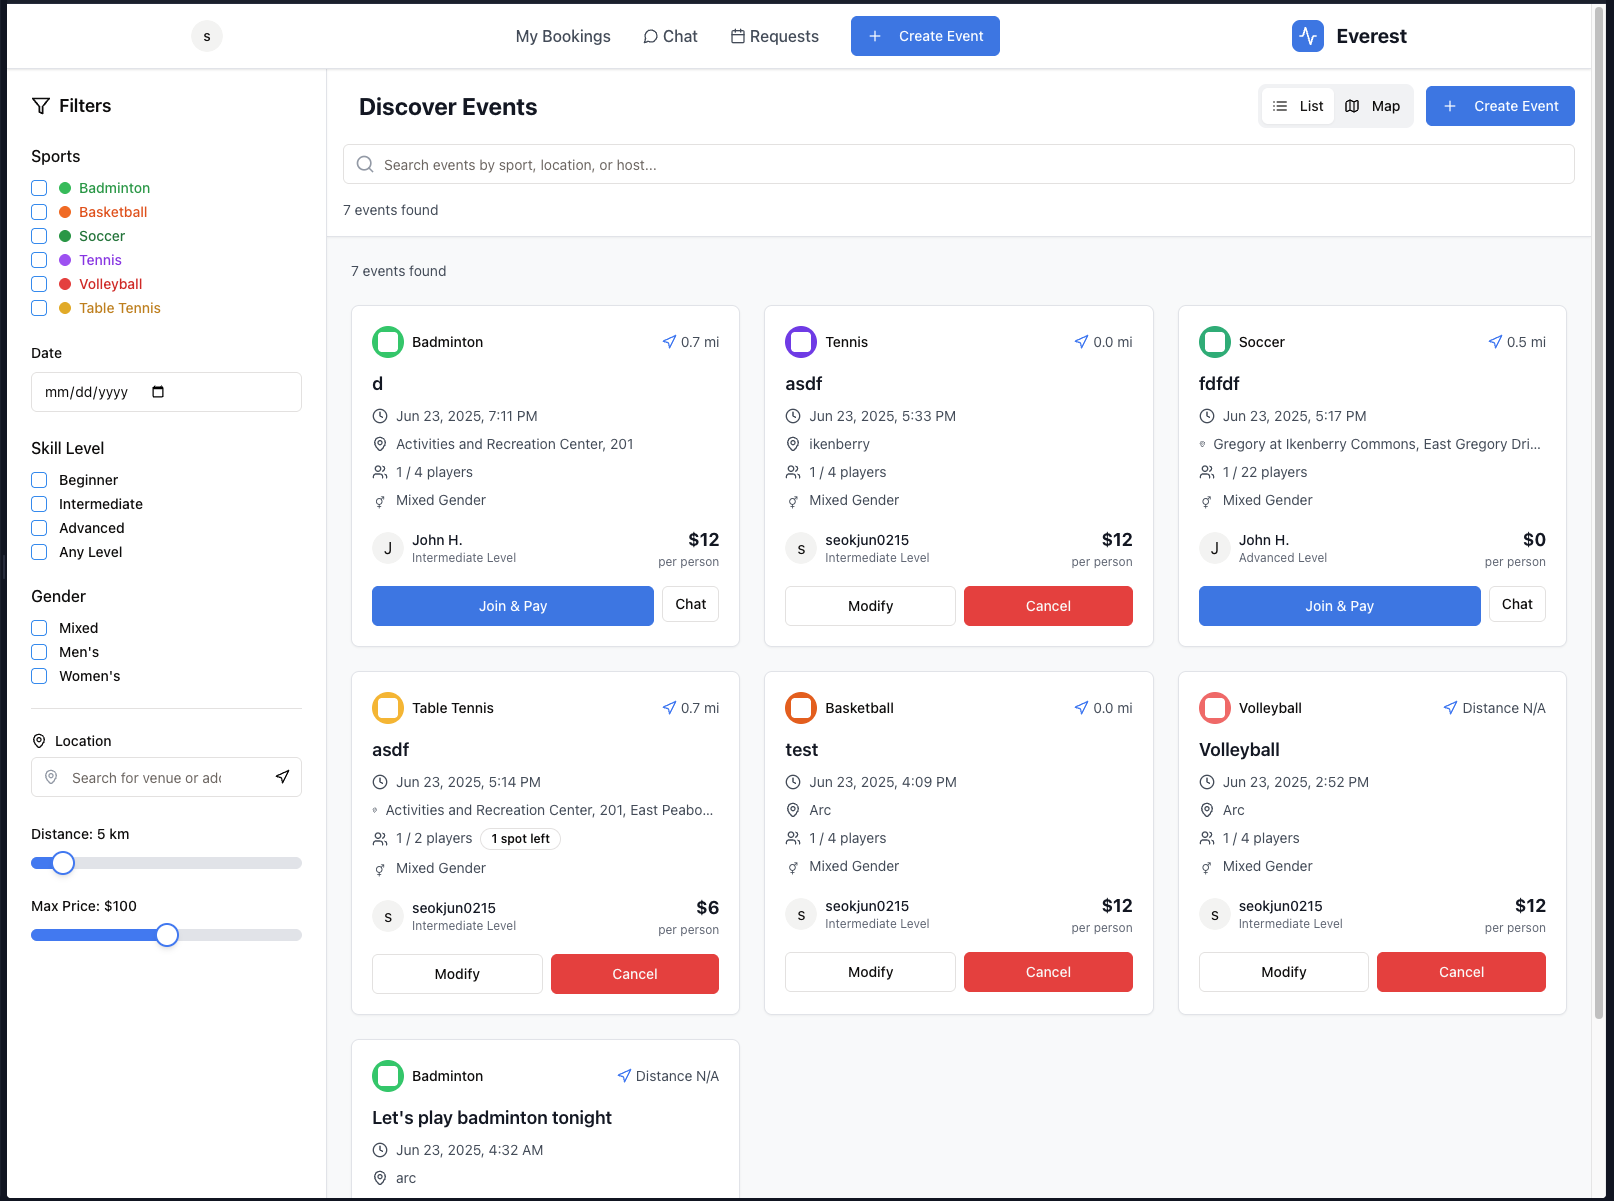 s
My Bookings
Chat
Requests
+ Create Event
Everest
Filters
Sports
Badminton
Basketball
Soccer
Tennis
Volleyball
Table Tennis
Date
mm/dd/yyyy
Skill Level
Beginner
Intermediate
Advanced
Any Level
Gender
Mixed
Men's
Women's
Location
Search for venue or adc
Distance: 5 km
Max Price: $100
Discover Events
List
Map
+ Create Event
Search events by sport, location, or host...
7 events found
7 events found
Badminton
0.7 mi
d
Jun 23, 2025, 7:11 PM
Activities and Recreation Center, 201
1 / 4 players
Mixed Gender
J
John H.
Intermediate Level
$12
per person
Join & Pay
Chat
Tennis
0.0 mi
asdf
Jun 23, 2025, 5:33 PM
ikenberry
1 / 4 players
Mixed Gender
s
seokjun0215
Intermediate Level
$12
per person
Modify
Cancel
Soccer
0.5 mi
fdfdf
Jun 23, 2025, 5:17 PM
Gregory at Ikenberry Commons, East Gregory Dri...
1 / 22 players
Mixed Gender
J
John H.
Advanced Level
$0
per person
Join & Pay
Chat
Table Tennis
0.7 mi
asdf
Jun 23, 2025, 5:14 PM
Activities and Recreation Center, 201, East Peabo...
1 / 2 players
1 spot left
Mixed Gender
s
seokjun0215
Intermediate Level
$6
per person
Modify
Cancel
Basketball
0.0 mi
test
Jun 23, 2025, 4:09 PM
Arc
1 / 4 players
Mixed Gender
s
seokjun0215
Intermediate Level
$12
per person
Modify
Cancel
Volleyball
Distance N/A
Volleyball
Jun 23, 2025, 2:52 PM
Arc
1 / 4 players
Mixed Gender
s
seokjun0215
Intermediate Level
$12
per person
Modify
Cancel
Badminton
Distance N/A
Let's play badminton tonight
Jun 23, 2025, 4:32 AM
arc